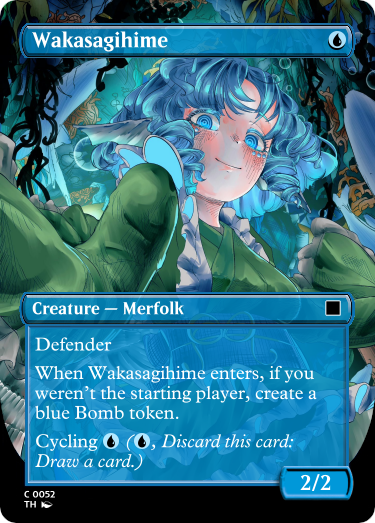 Wakasagihime
Creature — Merfolk
Defender
When Wakasagihime enters, if you
weren't the starting player, create a
blue Bomb token.
Cycling (, Discard this card:
Draw a card.)
2/2
C 0052
TH